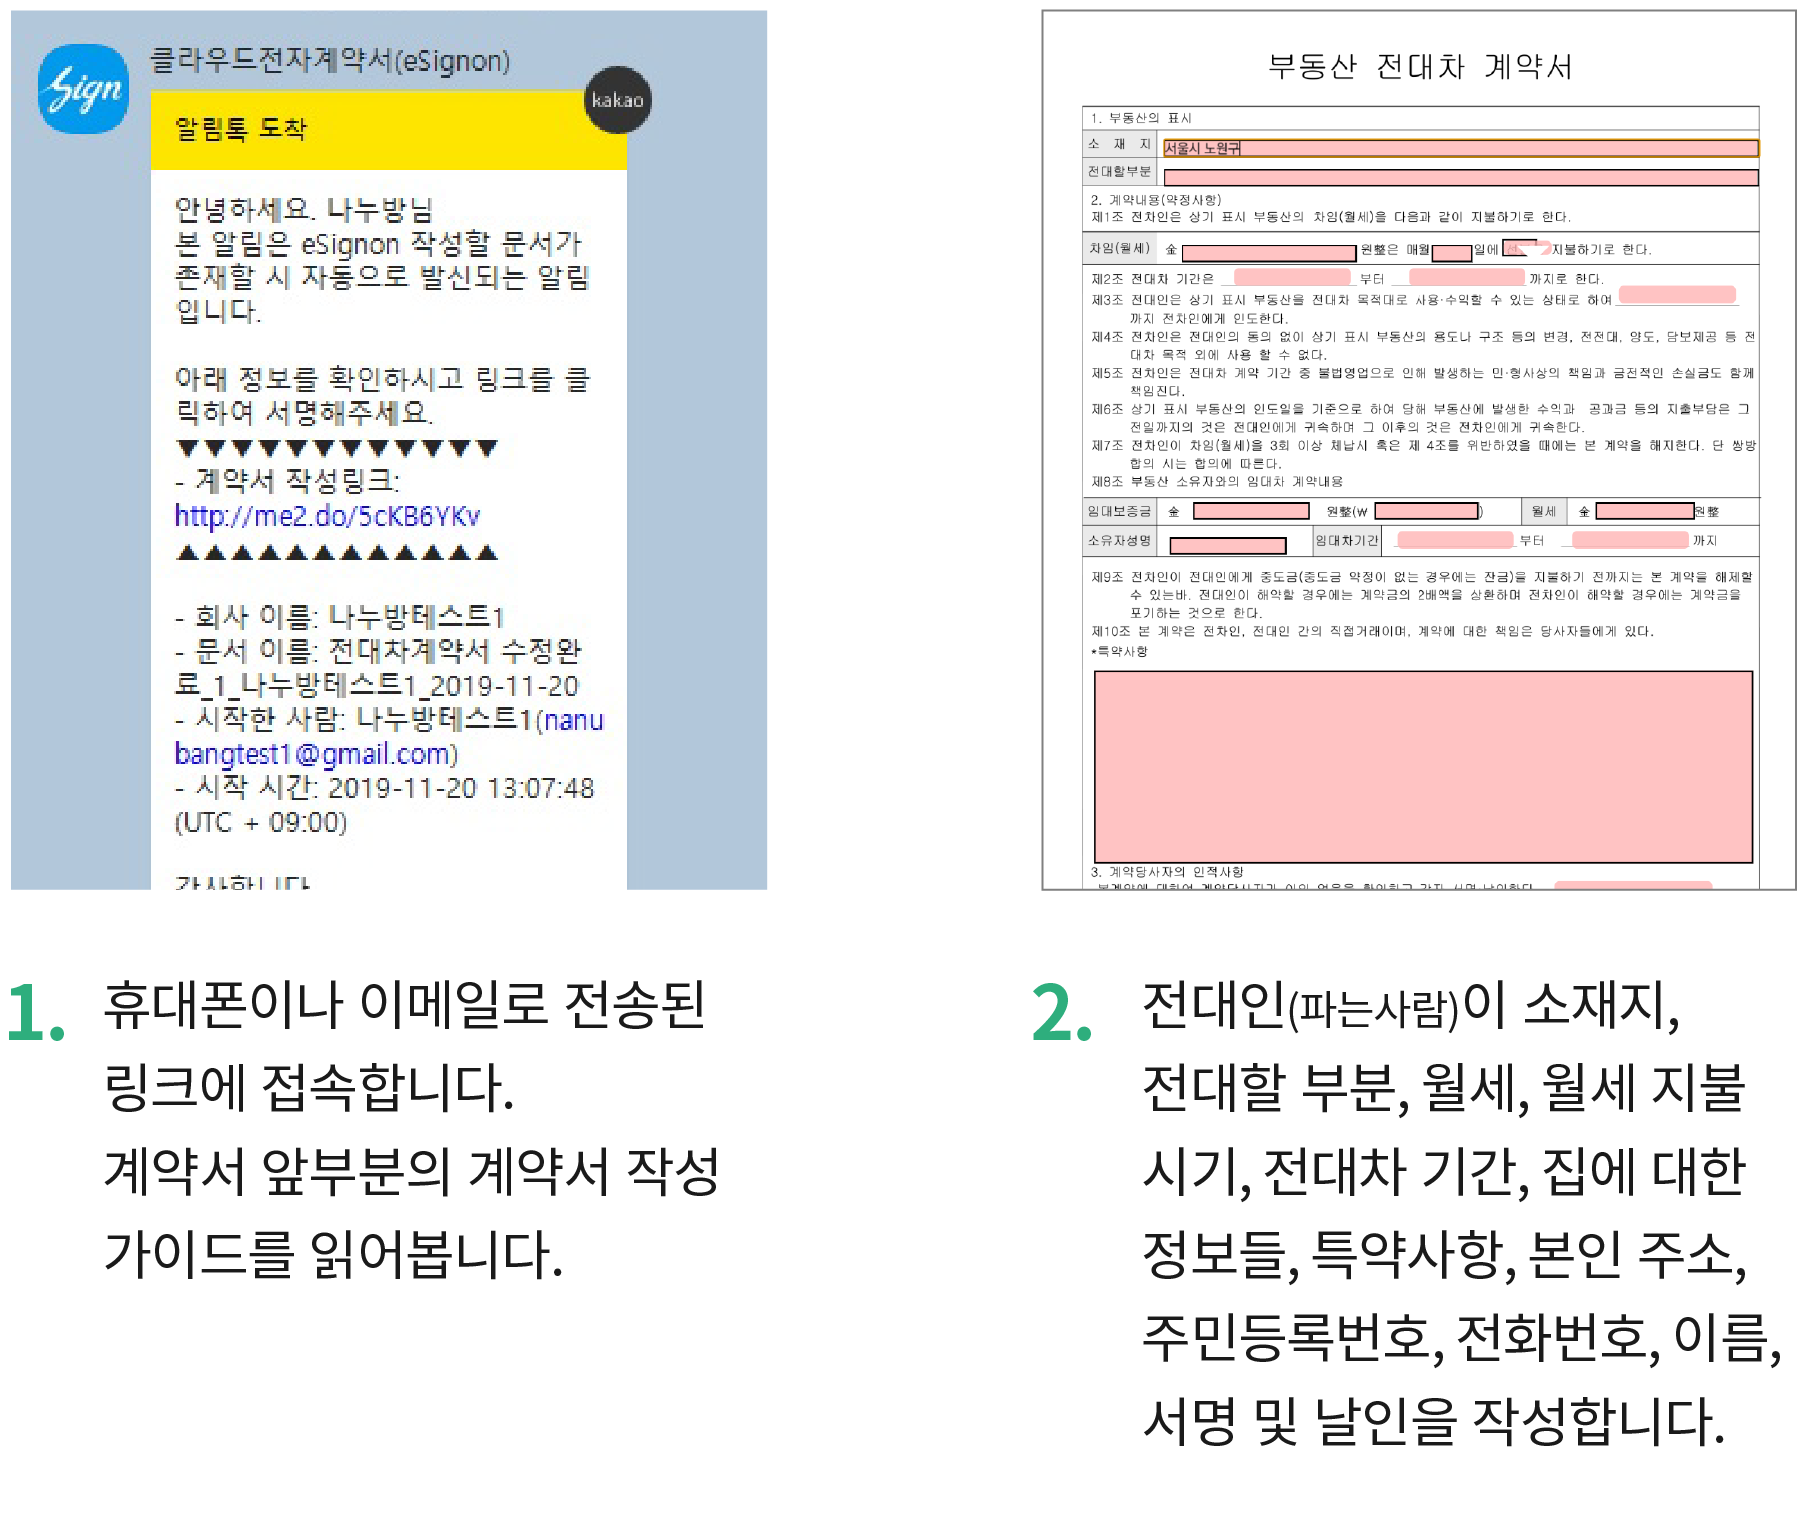 Sign
클라우드전자계약서(eSignon)
kakao
알림톡 도착
안녕하세요. 나누방님
본 알림은 eSignon 작성할 문서가
존재할 시 자동으로 발신되는 알림
입니다.
아래 정보를 확인하시고 링크를 클
릭하여 서명해주세요.
▼▼▼▼▼▼▼▼▼▼▼▼
- 계약서 작성링크:
http://me2.do/5cKB6YKv
▲▲▲▲▲▲▲▲▲▲▲▲
- 회사 이름: 나누방테스트1
- 문서 이름: 전대차계약서 수정완
료_1_나누방테스트1_2019-11-20
- 시작한 사람: 나누방테스트1(nanu
bangtest1@gmail.com)
- 시작 시간: 2019-11-20 13:07:48
(UTC + 09:00)
감사합니다
1. 휴대폰이나 이메일로 전송된
링크에 접속합니다.
계약서 앞부분의 계약서 작성
가이드를 읽어봅니다.
부동산 전대차 계약서
1. 부동산의 표시
소 재 지 서울시 노원구
전대할부분
2. 계약내용(약정사항)
제1조 전차인은 상기 표시 부동산의 차임(월세)을 다음과 같이 지불하기로 한다.
차임(월세) 金 원整은 매월 일에 지불하기로 한다.
제2조 전대차 기간은 부터 까지로 한다.
제3조 전대인은 상기 표시 부동산을 전대차 목적대로 사용·수익할 수 있는 상태로 하여
까지 전차인에게 인도한다.
제4조 전차인은 전대인의 동의 없이 상기 표시 부동산의 용도나 구조 등의 변경, 전전대, 양도, 담보제공 등 전
대차 목적 외에 사용 할 수 없다.
제5조 전차인은 전대차 계약 기간 중 불법영업으로 인해 발생하는 민·형사상의 책임과 금전적인 손실금도 함께
책임진다.
제6조 상기 표시 부동산의 인도일을 기준으로 하여 당해 부동산에 발생한 수익과 공과금 등의 지출부담은 그
전일까지의 것은 전대인에게 귀속하며 그 이후의 것은 전차인에게 귀속한다.
제7조 전차인이 차임(월세)을 3회 이상 체납시 혹은 제 4조를 위반하였을 때에는 본 계약을 해지한다. 단 쌍방
합의 시는 합의에 따른다.
제8조 부동산 소유자와의 임대차 계약내용
임대보증금 金 원整(₩ ) 월세 金 원整
소유자성명 임대차기간 부터 까지
제9조 전차인이 전대인에게 중도금(중도금 약정이 없는 경우에는 잔금)을 지불하기 전까지는 본 계약을 해제할
수 있는바, 전대인이 해약할 경우에는 계약금의 2배액을 상환하며 전차인이 해약할 경우에는 계약금을
포기하는 것으로 한다.
제10조 본 계약은 전차인, 전대인 간의 직접거래이며, 계약에 대한 책임은 당사자들에게 있다.
*특약사항
3. 계약당사자의 인적사항
본계약에 대하여 계약당사자가 이의 없음을 확인하고 각자 서명·날인한다.
2. 전대인(파는사람)이 소재지,
전대할 부분, 월세, 월세 지불
시기, 전대차 기간, 집에 대한
정보들, 특약사항, 본인 주소,
주민등록번호, 전화번호, 이름,
서명 및 날인을 작성합니다.